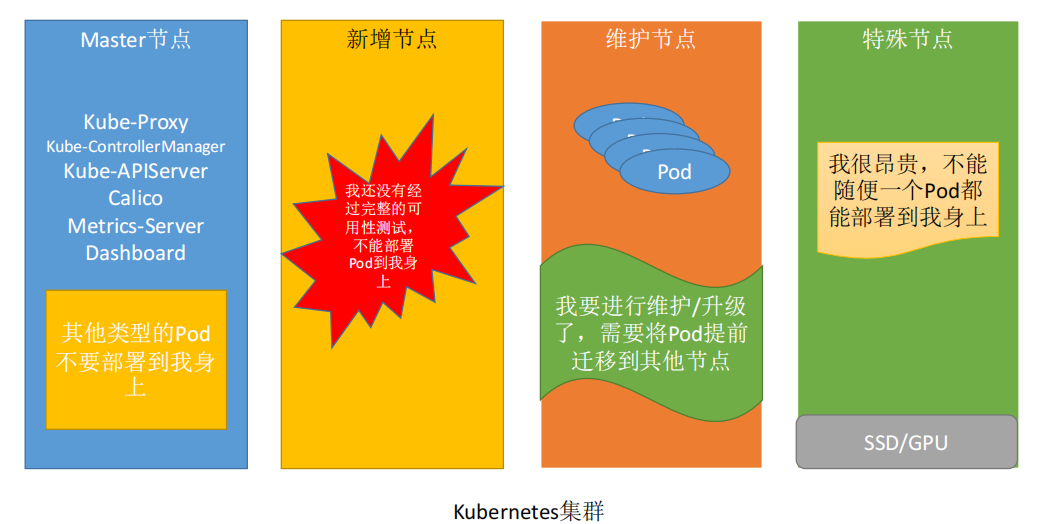 Master节点
Kube-Proxy
Kube-ControllerManager
Kube-APIServer
Calico
Metrics-Server
Dashboard
其他类型的Pod
不要部署到我身
上
新增节点
我还没有经
过完整的可
用性测试，
不能部署
Pod到我身
上
维护节点
Pod
我要进行维护/升级
了，需要将Pod提前
迁移到其他节点
特殊节点
我很昂贵，不能
随便一个Pod都
能部署到我身上
SSD/GPU
Kubernetes集群